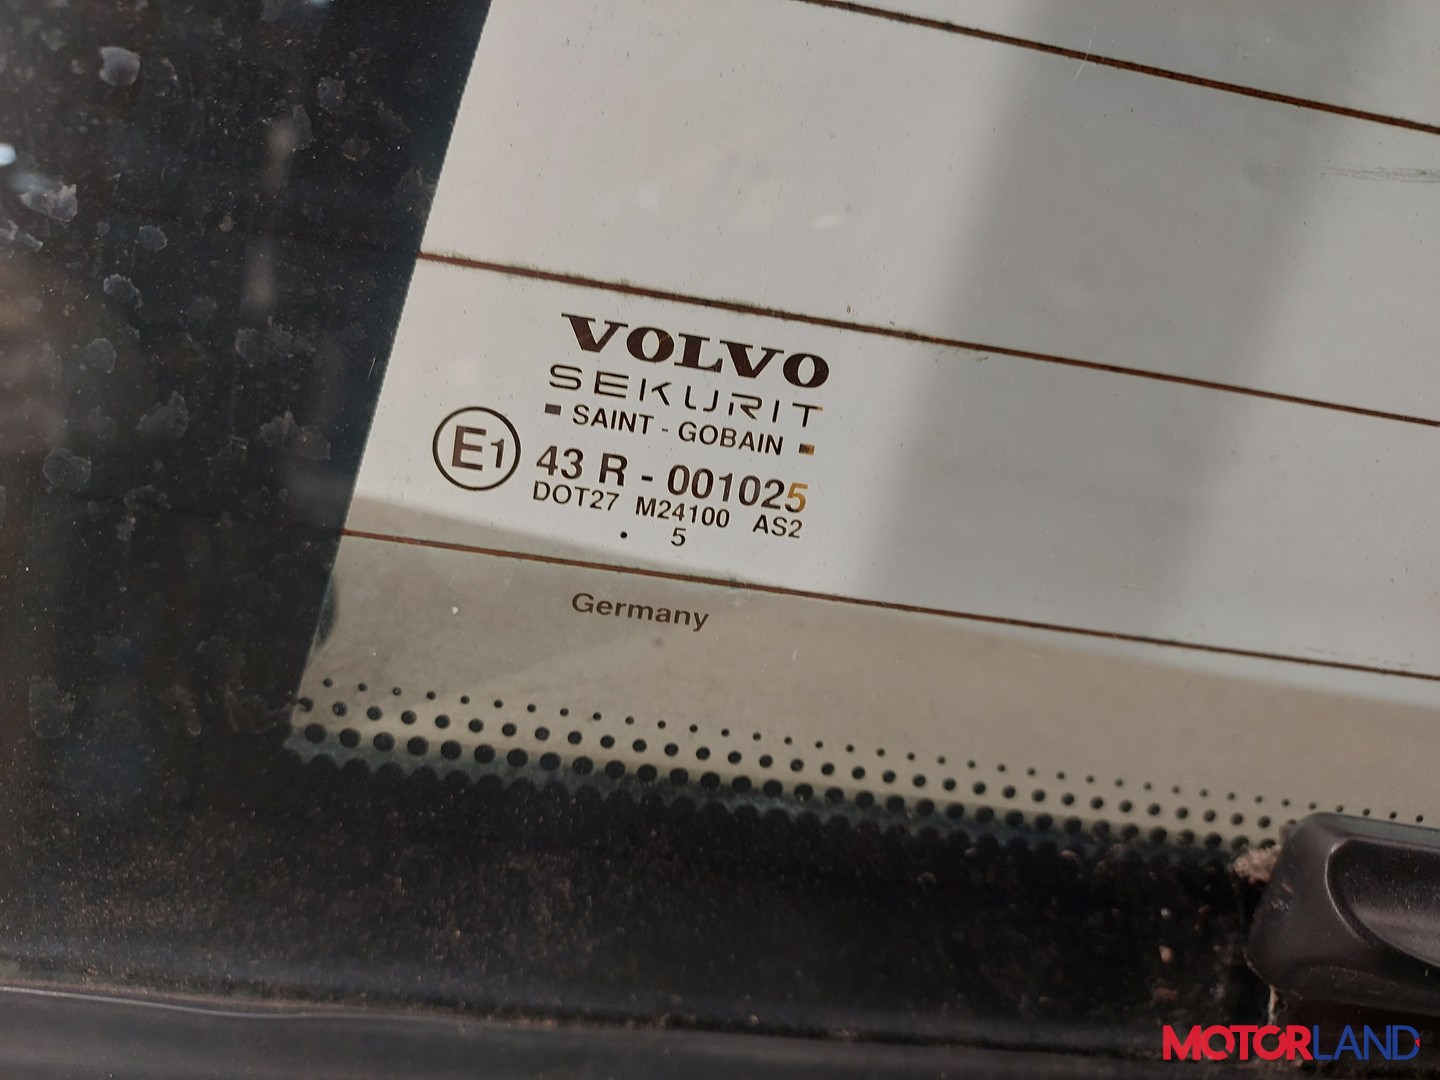 VOLVO
SEKURIT
SAINT - GOBAIN
E1 43 R - 001025
DOT27 M24100 AS2
. 5
Germany
MOTORLAND